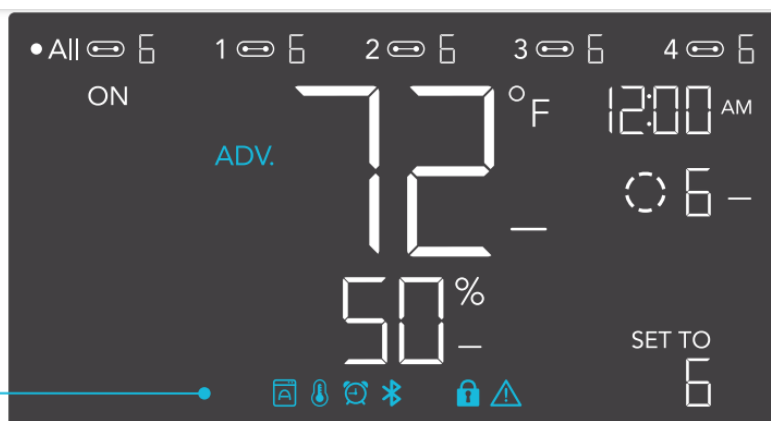 All 6 1 6 2 6 3 6 4 6
ON
72 °F
12:00 AM
ADV.
6 –
50 %
SET TO
6